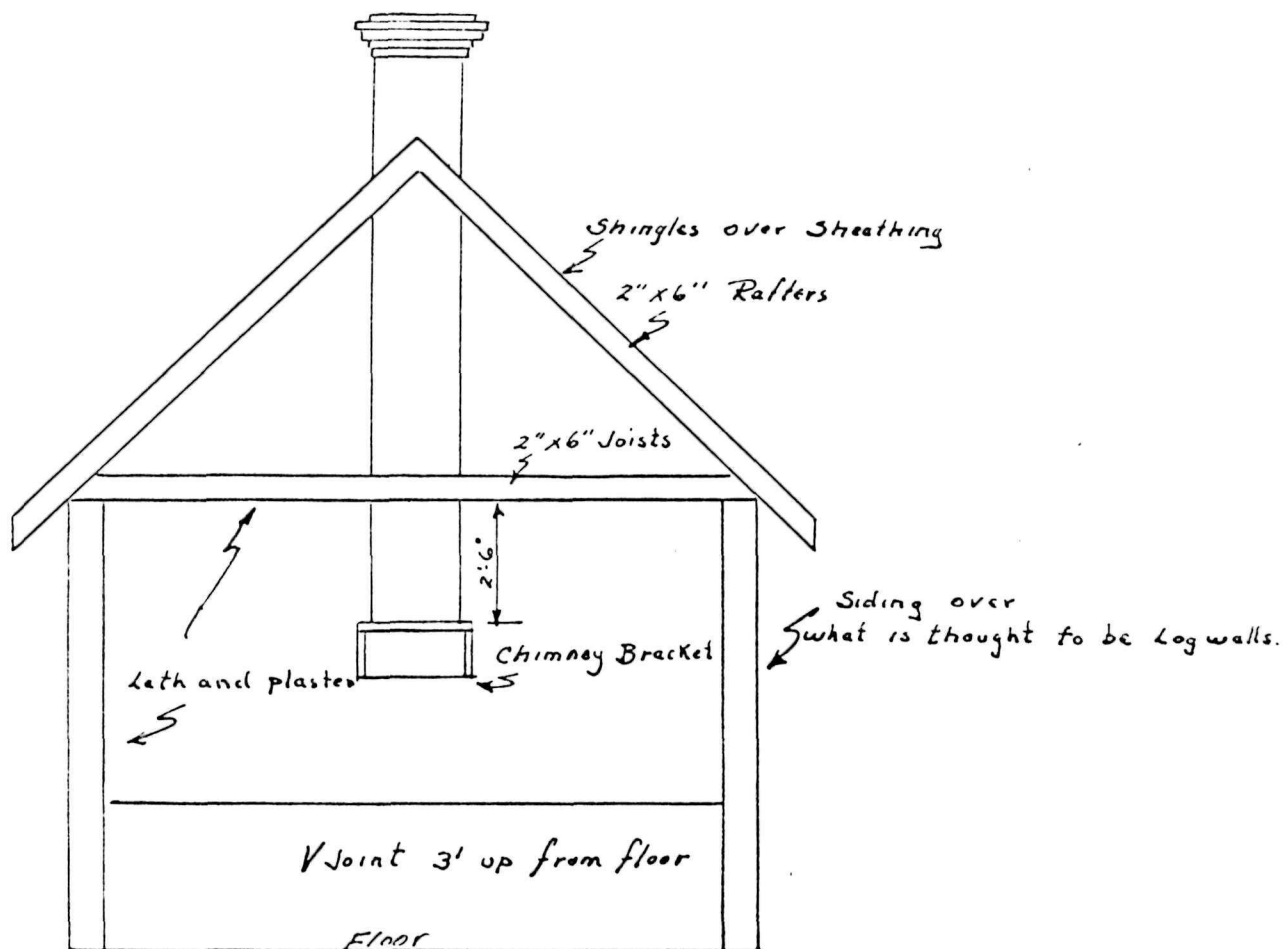 Shingles over Sheathing
2"x6" Rafters
2"x6" Joists
2'-6"
Siding over
what is thought to be Log walls.
Chimney Bracket
Lath and plaster
V Joint 3' up from floor
Floor